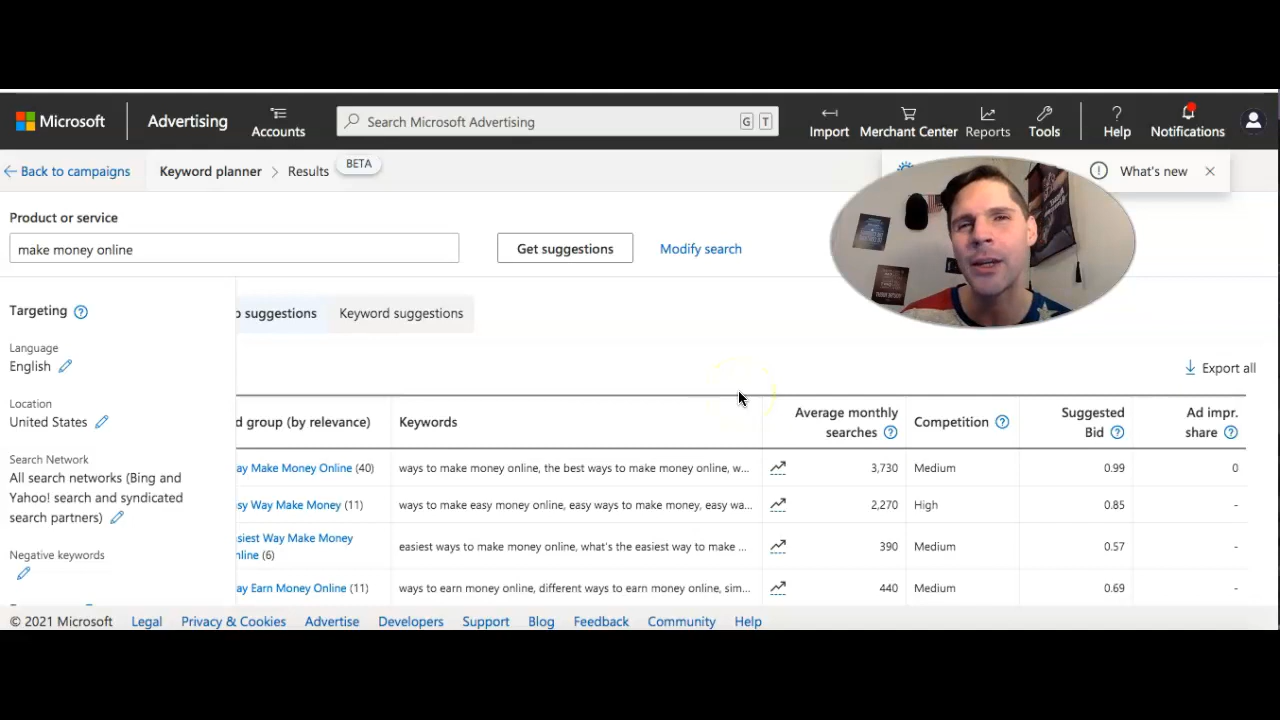 Microsoft Advertising Accounts Search Microsoft Advertising G T Import Merchant Center Reports Tools Help Notifications
Back to campaigns Keyword planner > Results BETA What's new
Product or service
make money online Get suggestions Modify search
Targeting
suggestions Keyword suggestions
Language
English
Export all
Location
United States
group (by relevance) Keywords Average monthly searches Competition Suggested Bid Ad impr. share
Search Network
All search networks (Bing and
Yahoo! search and syndicated
search partners)
Negative keywords
ay Make Money Online (40) ways to make money online, the best ways to make money online, w... 3,730 Medium 0.99 0
sy Way Make Money (11) ways to make easy money online, easy ways to make money, easy wa... 2,270 High 0.85 -
siest Way Make Money
nline (6) easiest ways to make money online, what's the easiest way to make ... 390 Medium 0.57 -
ay Earn Money Online (11) ways to earn money online, different ways to earn money online, sim... 440 Medium 0.69 -
© 2021 Microsoft Legal Privacy & Cookies Advertise Developers Support Blog Feedback Community Help